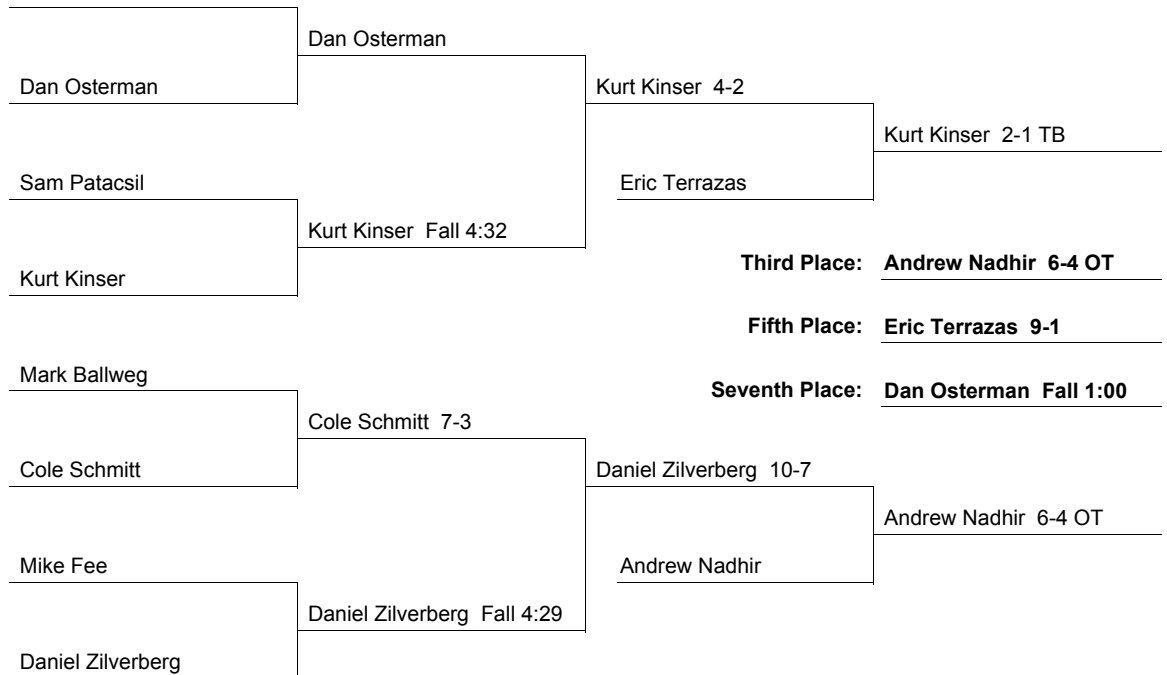 Dan Osterman
Dan Osterman
Kurt Kinser 4-2
Kurt Kinser 2-1 TB
Sam Patacsil
Eric Terrazas
Kurt Kinser Fall 4:32
Third Place: Andrew Nadhir 6-4 OT
Kurt Kinser
Fifth Place: Eric Terrazas 9-1
Mark Ballweg
Seventh Place: Dan Osterman Fall 1:00
Cole Schmitt 7-3
Cole Schmitt
Daniel Zilverberg 10-7
Andrew Nadhir 6-4 OT
Mike Fee
Andrew Nadhir
Daniel Zilverberg Fall 4:29
Daniel Zilverberg